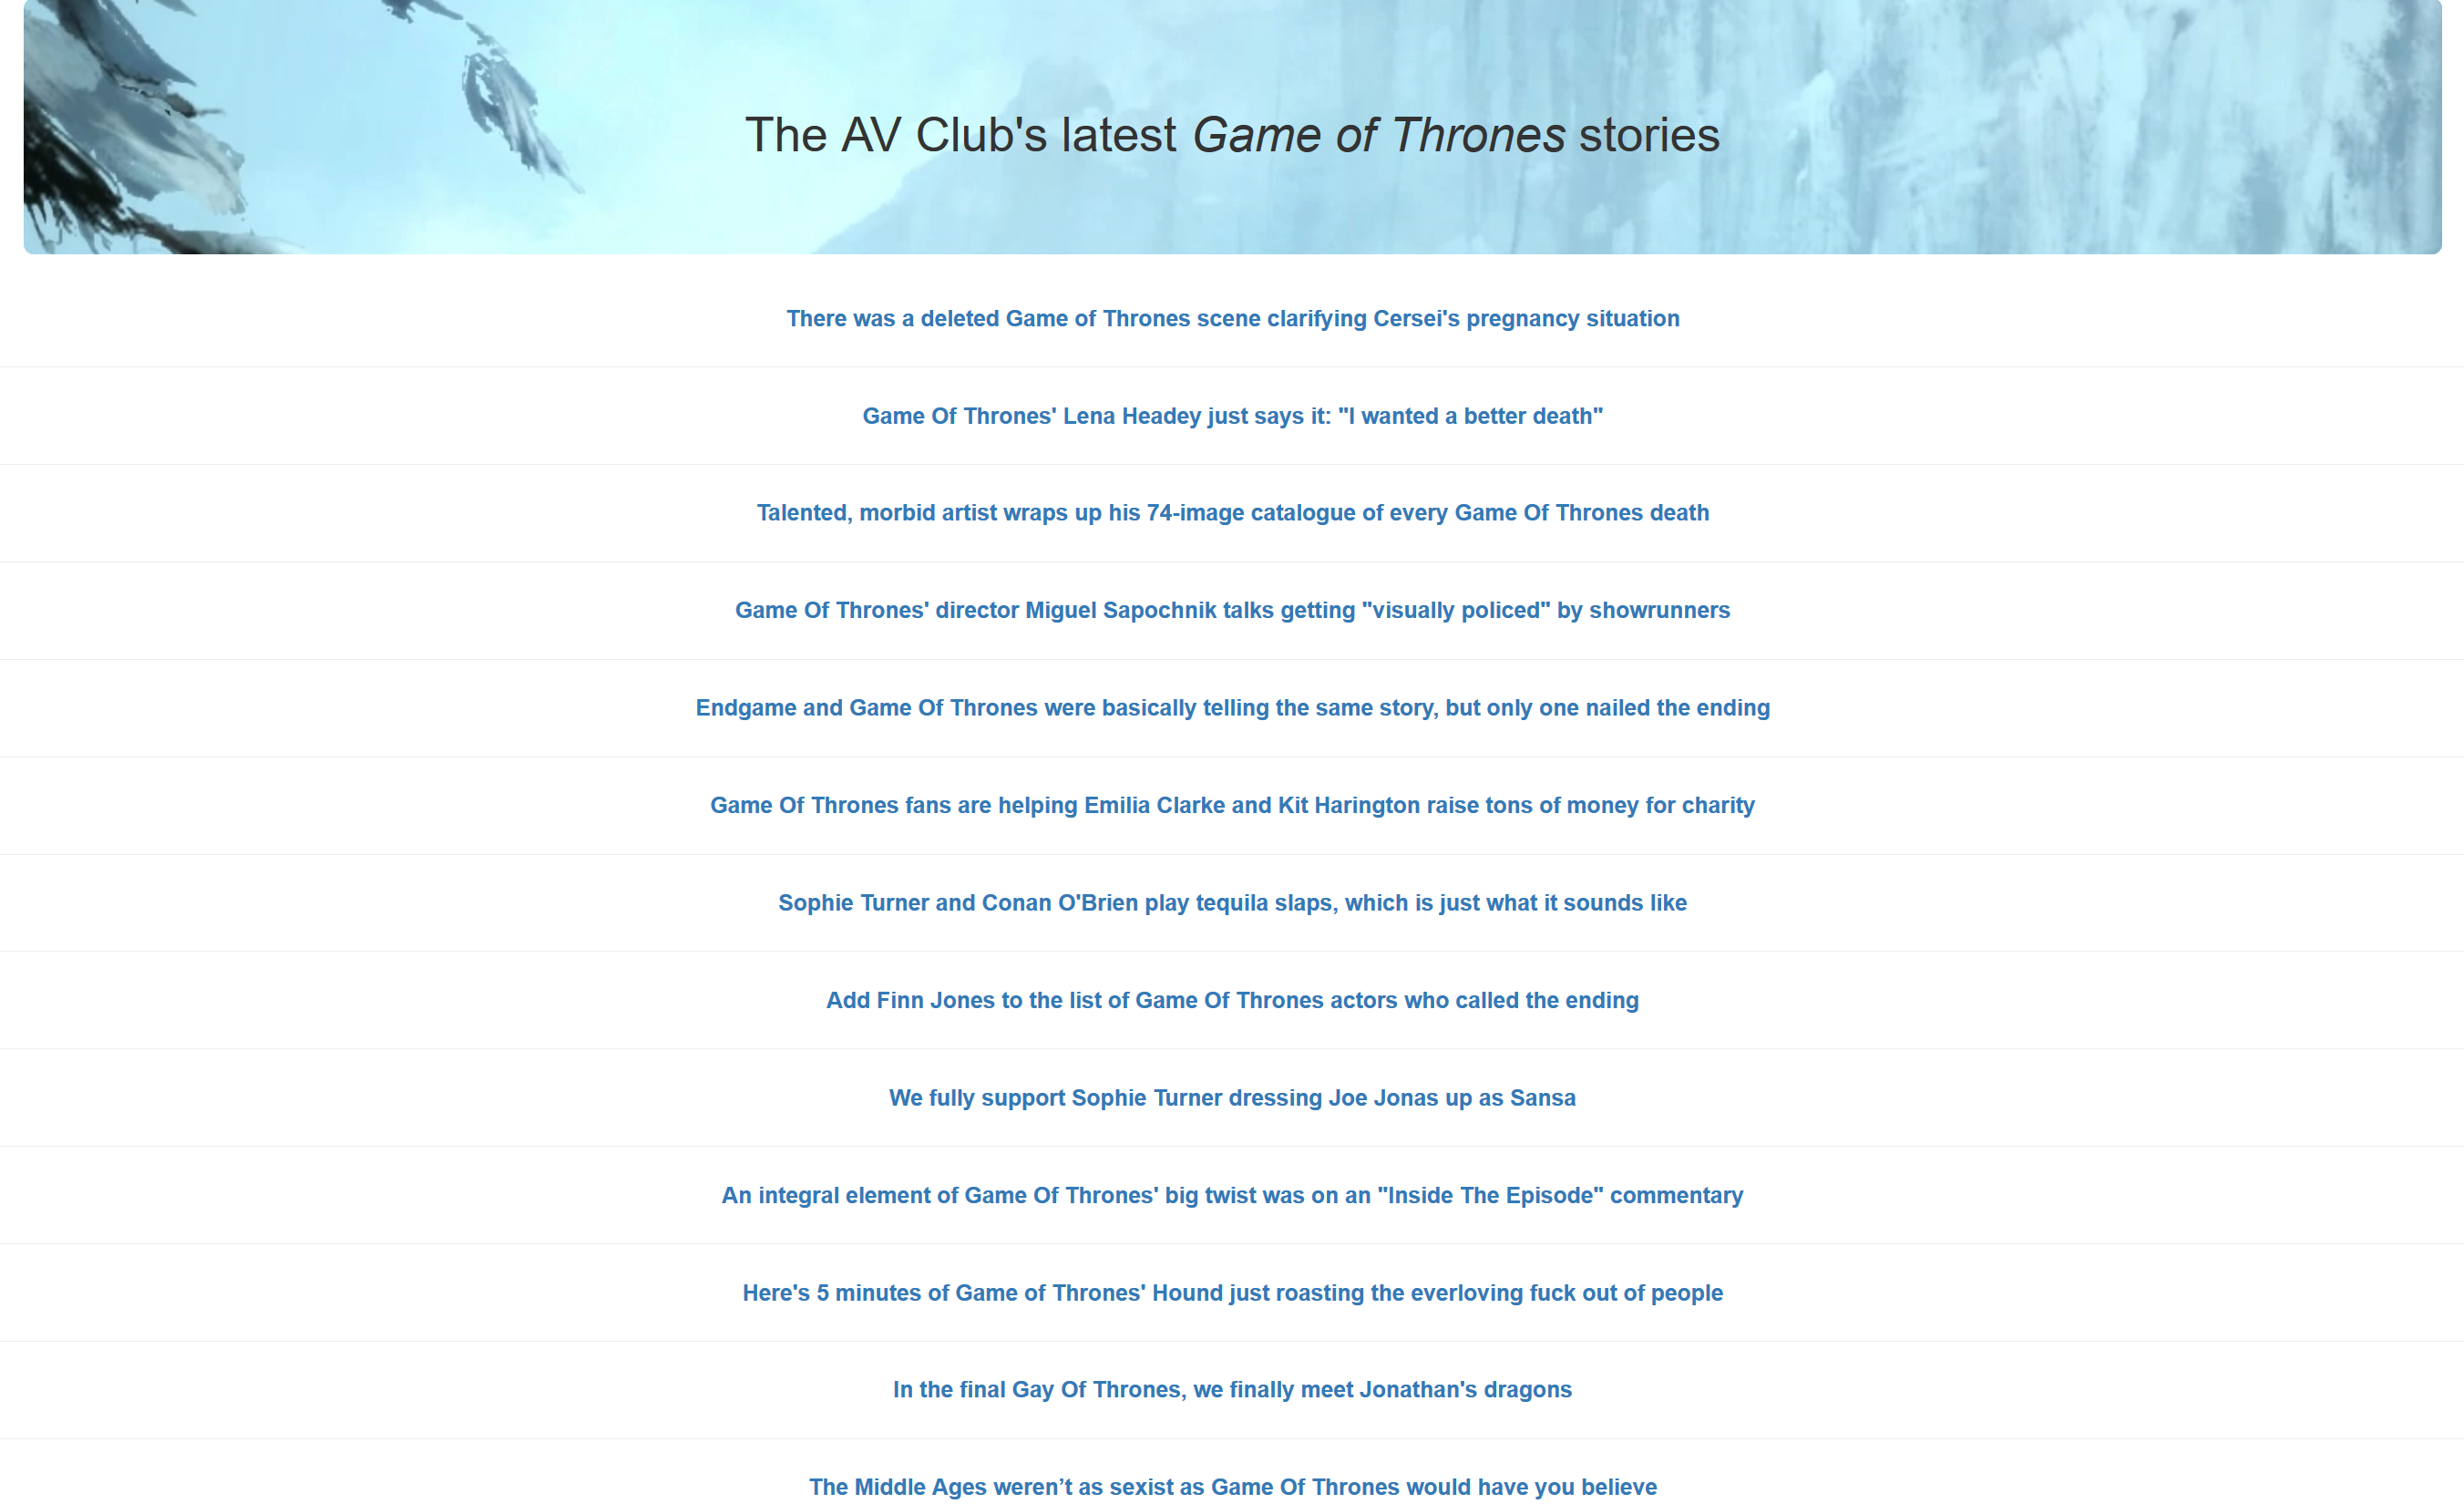 The AV Club's latest Game of Thrones stories
There was a deleted Game of Thrones scene clarifying Cersei's pregnancy situation
Game Of Thrones' Lena Headey just says it: "I wanted a better death"
Talented, morbid artist wraps up his 74-image catalogue of every Game Of Thrones death
Game Of Thrones' director Miguel Sapochnik talks getting "visually policed" by showrunners
Endgame and Game Of Thrones were basically telling the same story, but only one nailed the ending
Game Of Thrones fans are helping Emilia Clarke and Kit Harington raise tons of money for charity
Sophie Turner and Conan O'Brien play tequila slaps, which is just what it sounds like
Add Finn Jones to the list of Game Of Thrones actors who called the ending
We fully support Sophie Turner dressing Joe Jonas up as Sansa
An integral element of Game Of Thrones' big twist was on an "Inside The Episode" commentary
Here's 5 minutes of Game of Thrones' Hound just roasting the everloving fuck out of people
In the final Gay Of Thrones, we finally meet Jonathan's dragons
The Middle Ages weren’t as sexist as Game Of Thrones would have you believe